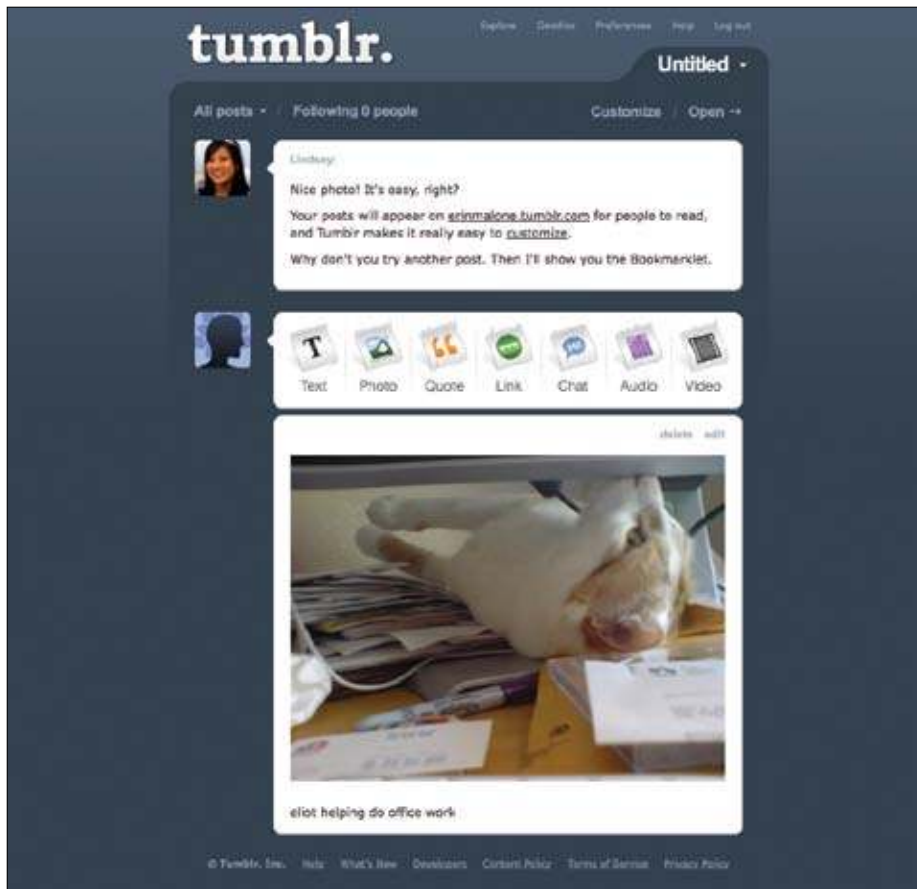 tumblr.
Explore Goodies Preferences Help Log out
Untitled
All posts / Following 0 people
Customize / Open →
Lindsay:
Nice photo! It's easy, right?
Your posts will appear on erinmalone.tumblr.com for people to read,
and Tumblr makes it really easy to customize.
Why don't you try another post. Then I'll show you the Bookmarklet.
Text Photo Quote Link Chat Audio Video
delete edit
eliot helping do office work
© Tumblr, Inc. Help What's New Developers Content Policy Terms of Service Privacy Policy